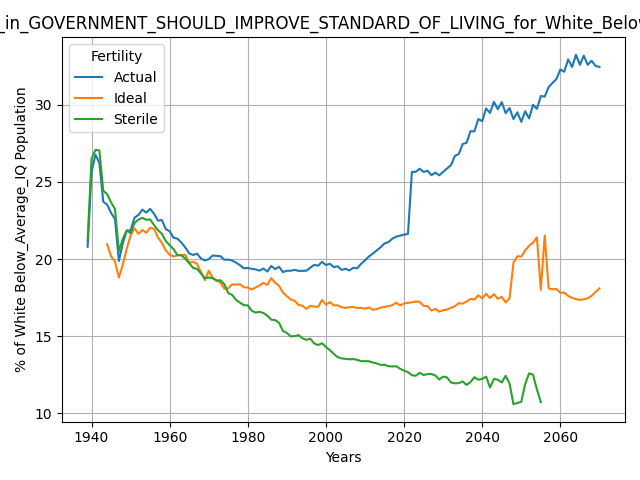 _in_GOVERNMENT_SHOULD_IMPROVE_STANDARD_OF_LIVING_for_White_Below
Fertility
Actual
Ideal
Sterile
% of White Below_Average_IQ Population
30
25
20
15
10
1940 1960 1980 2000 2020 2040 2060
Years